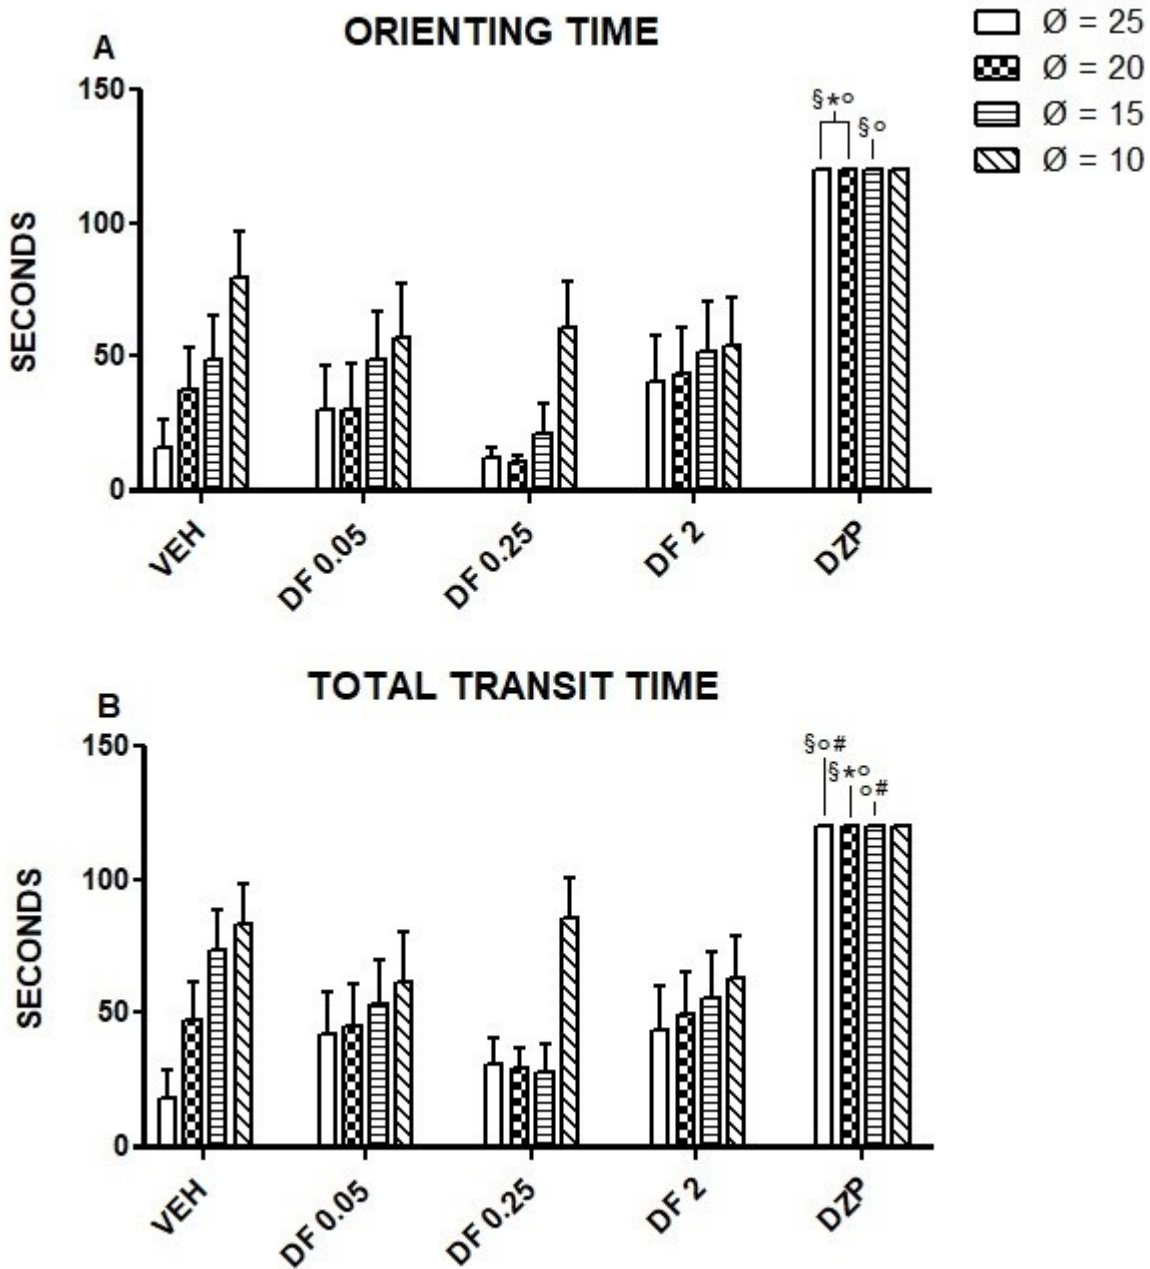 ORIENTING TIME
A
Ø = 25
Ø = 20
Ø = 15
Ø = 10
SECONDS
150
100
50
0
§*o
§o
VEH
DF 0.05
DF 0.25
DF 2
DZP
TOTAL TRANSIT TIME
B
SECONDS
150
100
50
0
§o#
§*o
o#
VEH
DF 0.05
DF 0.25
DF 2
DZP